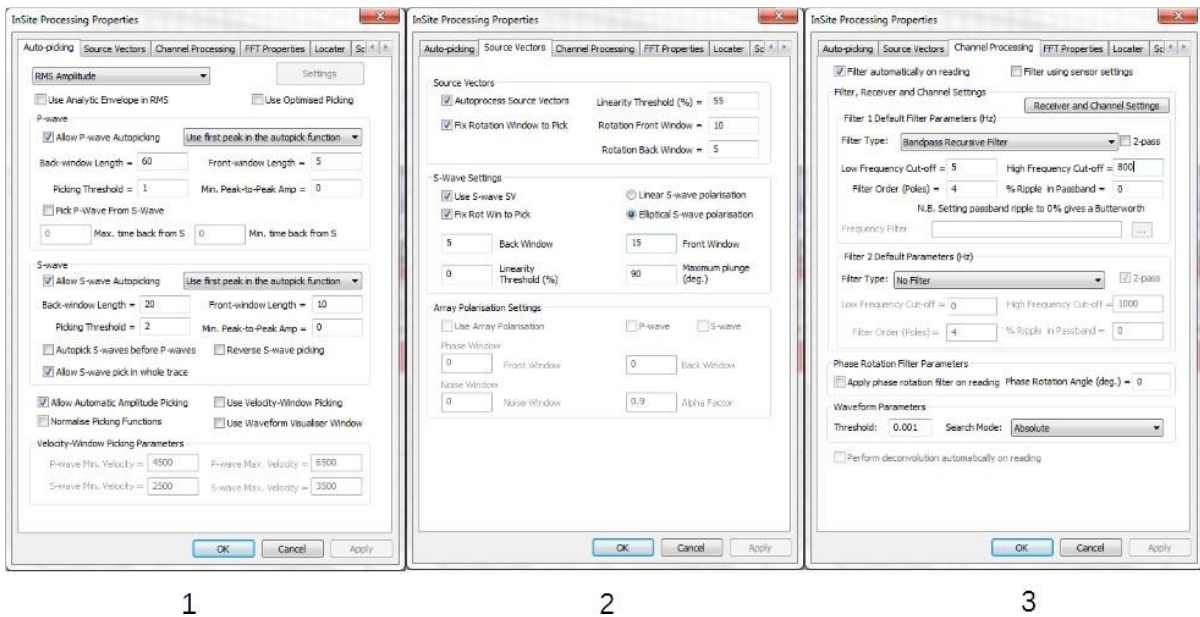 InSite Processing Properties
Auto-picking Source Vectors Channel Processing FFT Properties Locater Sc
RMS Amplitude Settings
Use Analytic Envelope in RMS Use Optimised Picking
P-wave
Allow P-wave Autopicking Use first peak in the autopick function
Back-window Length = 60 Front-window Length = 5
Picking Threshold = 1 Min. Peak-to-Peak Amp = 0
Pick P-Wave From S-Wave
0 Max. time back from S 0 Min. time back from S
S-wave
Allow S-wave Autopicking Use first peak in the autopick function
Back-window Length = 20 Front-window Length = 10
Picking Threshold = 2 Min. Peak-to-Peak Amp = 0
Autopick S-waves before P-waves Reverse S-wave picking
Allow S-wave pick in whole trace
Allow Automatic Amplitude Picking Use Velocity-Window Picking
Normalise Picking Functions Use Waveform Visualiser Window
Velocity-Window Picking Parameters
P-wave Min. Velocity = 4500 P-wave Max. Velocity = 6500
S-wave Min. Velocity = 2500 S-wave Max. Velocity = 3500
OK Cancel Apply
1
InSite Processing Properties
Auto-picking Source Vectors Channel Processing FFT Properties Locater Sc
Source Vectors
Autoprocess Source Vectors Linearity Threshold (%) = 55
Fix Rotation Window to Pick Rotation Front Window = 10
Rotation Back Window = 5
S-Wave Settings
Use S-wave SV Linear S-wave polarisation
Fix Rot Win to Pick Elliptical S-wave polarisation
5 Back Window 15 Front Window
0 Linearity Threshold (%) 90 Maximum plunge (deg.)
Array Polarisation Settings
Use Array Polarisation P-wave S-wave
Phase Window
0 Front Window 0 Back Window
Noise Window
0 Noise Window 0.9 Alpha Factor
OK Cancel Apply
2
InSite Processing Properties
Auto-picking Source Vectors Channel Processing FFT Properties Locater Sc
Filter automatically on reading Filter using sensor settings
Filter, Receiver and Channel Settings
Receiver and Channel Settings
Filter 1 Default Filter Parameters (Hz)
Filter Type: Bandpass Recursive Filter 2-pass
Low Frequency Cut-off = 5 High Frequency Cut-off = 800
Filter Order (Poles) = 4 % Ripple in Passband = 0
N.B. Setting passband ripple to 0% gives a Butterworth
Frequency Filter ...
Filter 2 Default Parameters (Hz)
Filter Type: No Filter 2-pass
Low Frequency Cut-off = 0 High Frequency Cut-off = 1000
Filter Order (Poles) = 4 % Ripple in Passband = 0
Phase Rotation Filter Parameters
Apply phase rotation filter on reading Phase Rotation Angle (deg.) = 0
Waveform Parameters
Threshold: 0.001 Search Mode: Absolute
Perform deconvolution automatically on reading
OK Cancel Apply
3